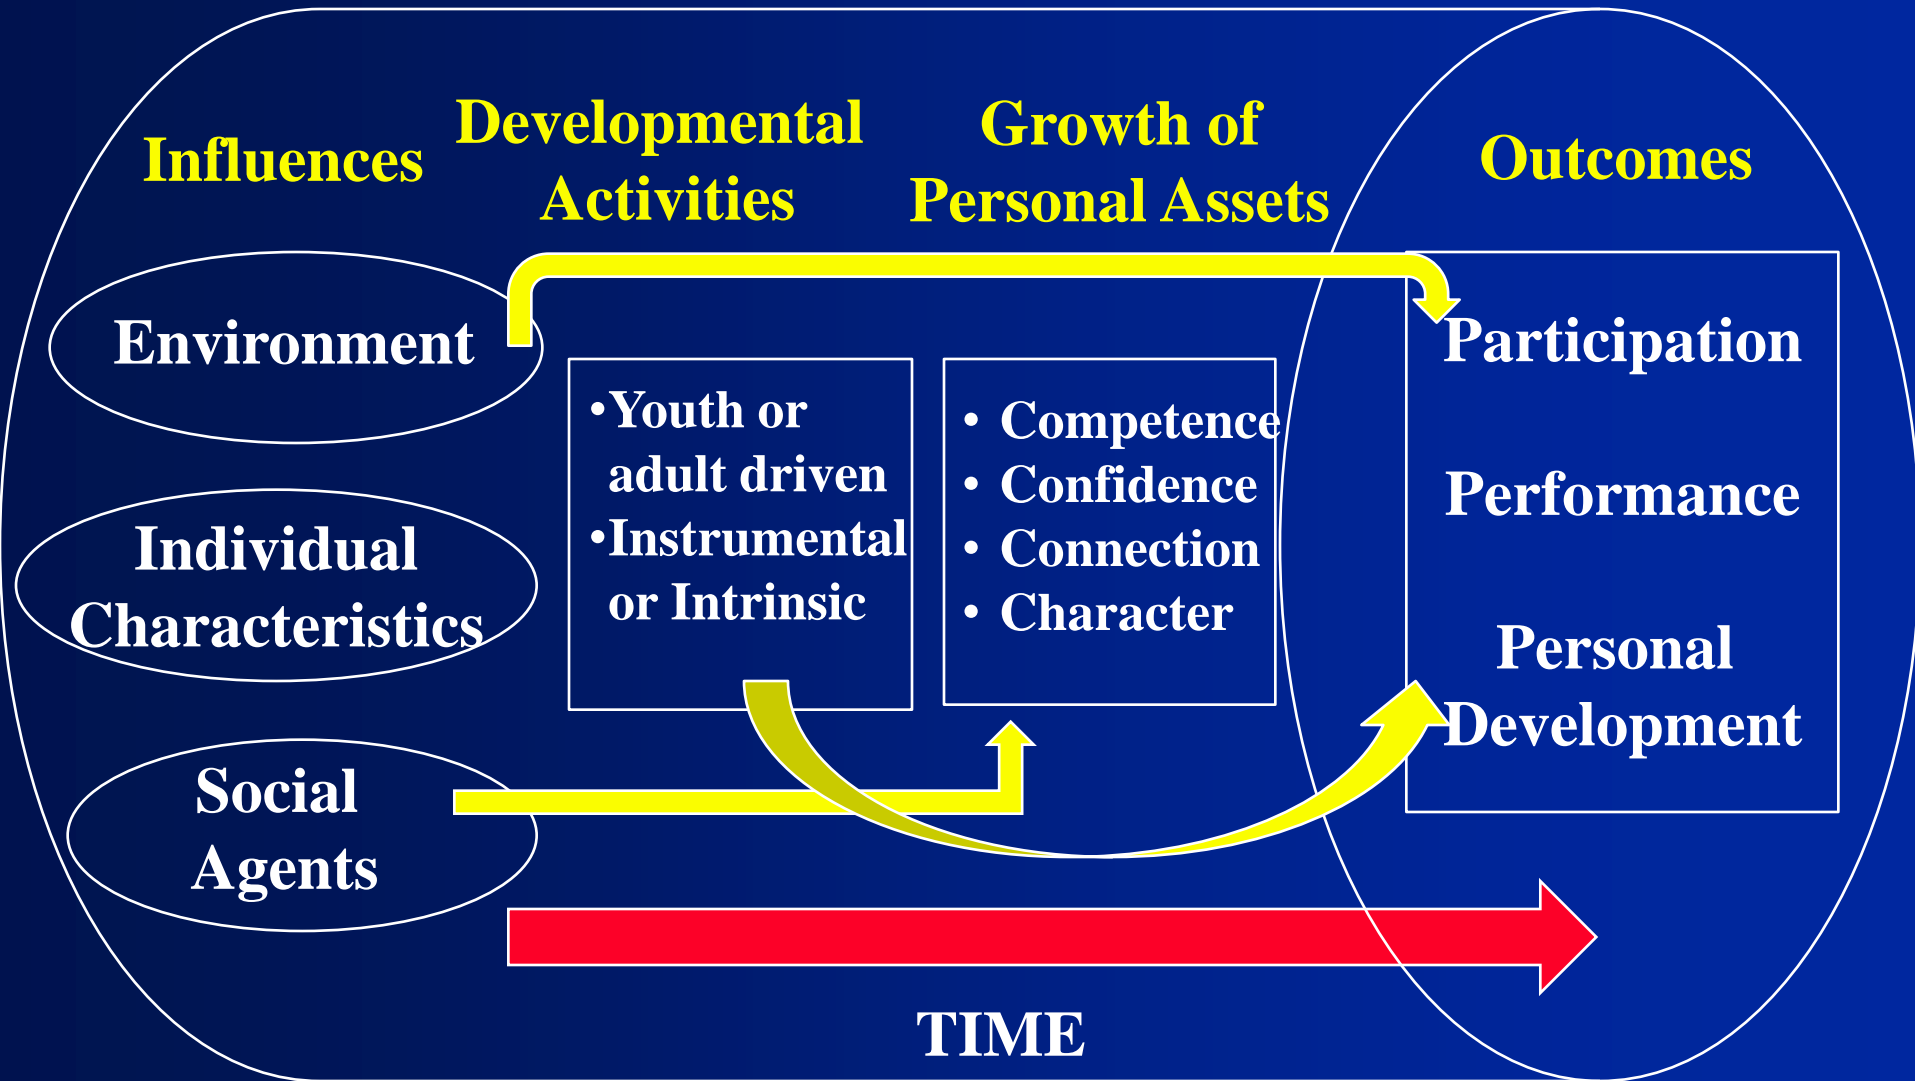 Influences
Developmental
Activities
Growth of
Personal Assets
Outcomes
Environment
Individual
Characteristics
Social
Agents
•Youth or
adult driven
•Instrumental
or Intrinsic
• Competence
• Confidence
• Connection
• Character
Participation
Performance
Personal
Development
TIME